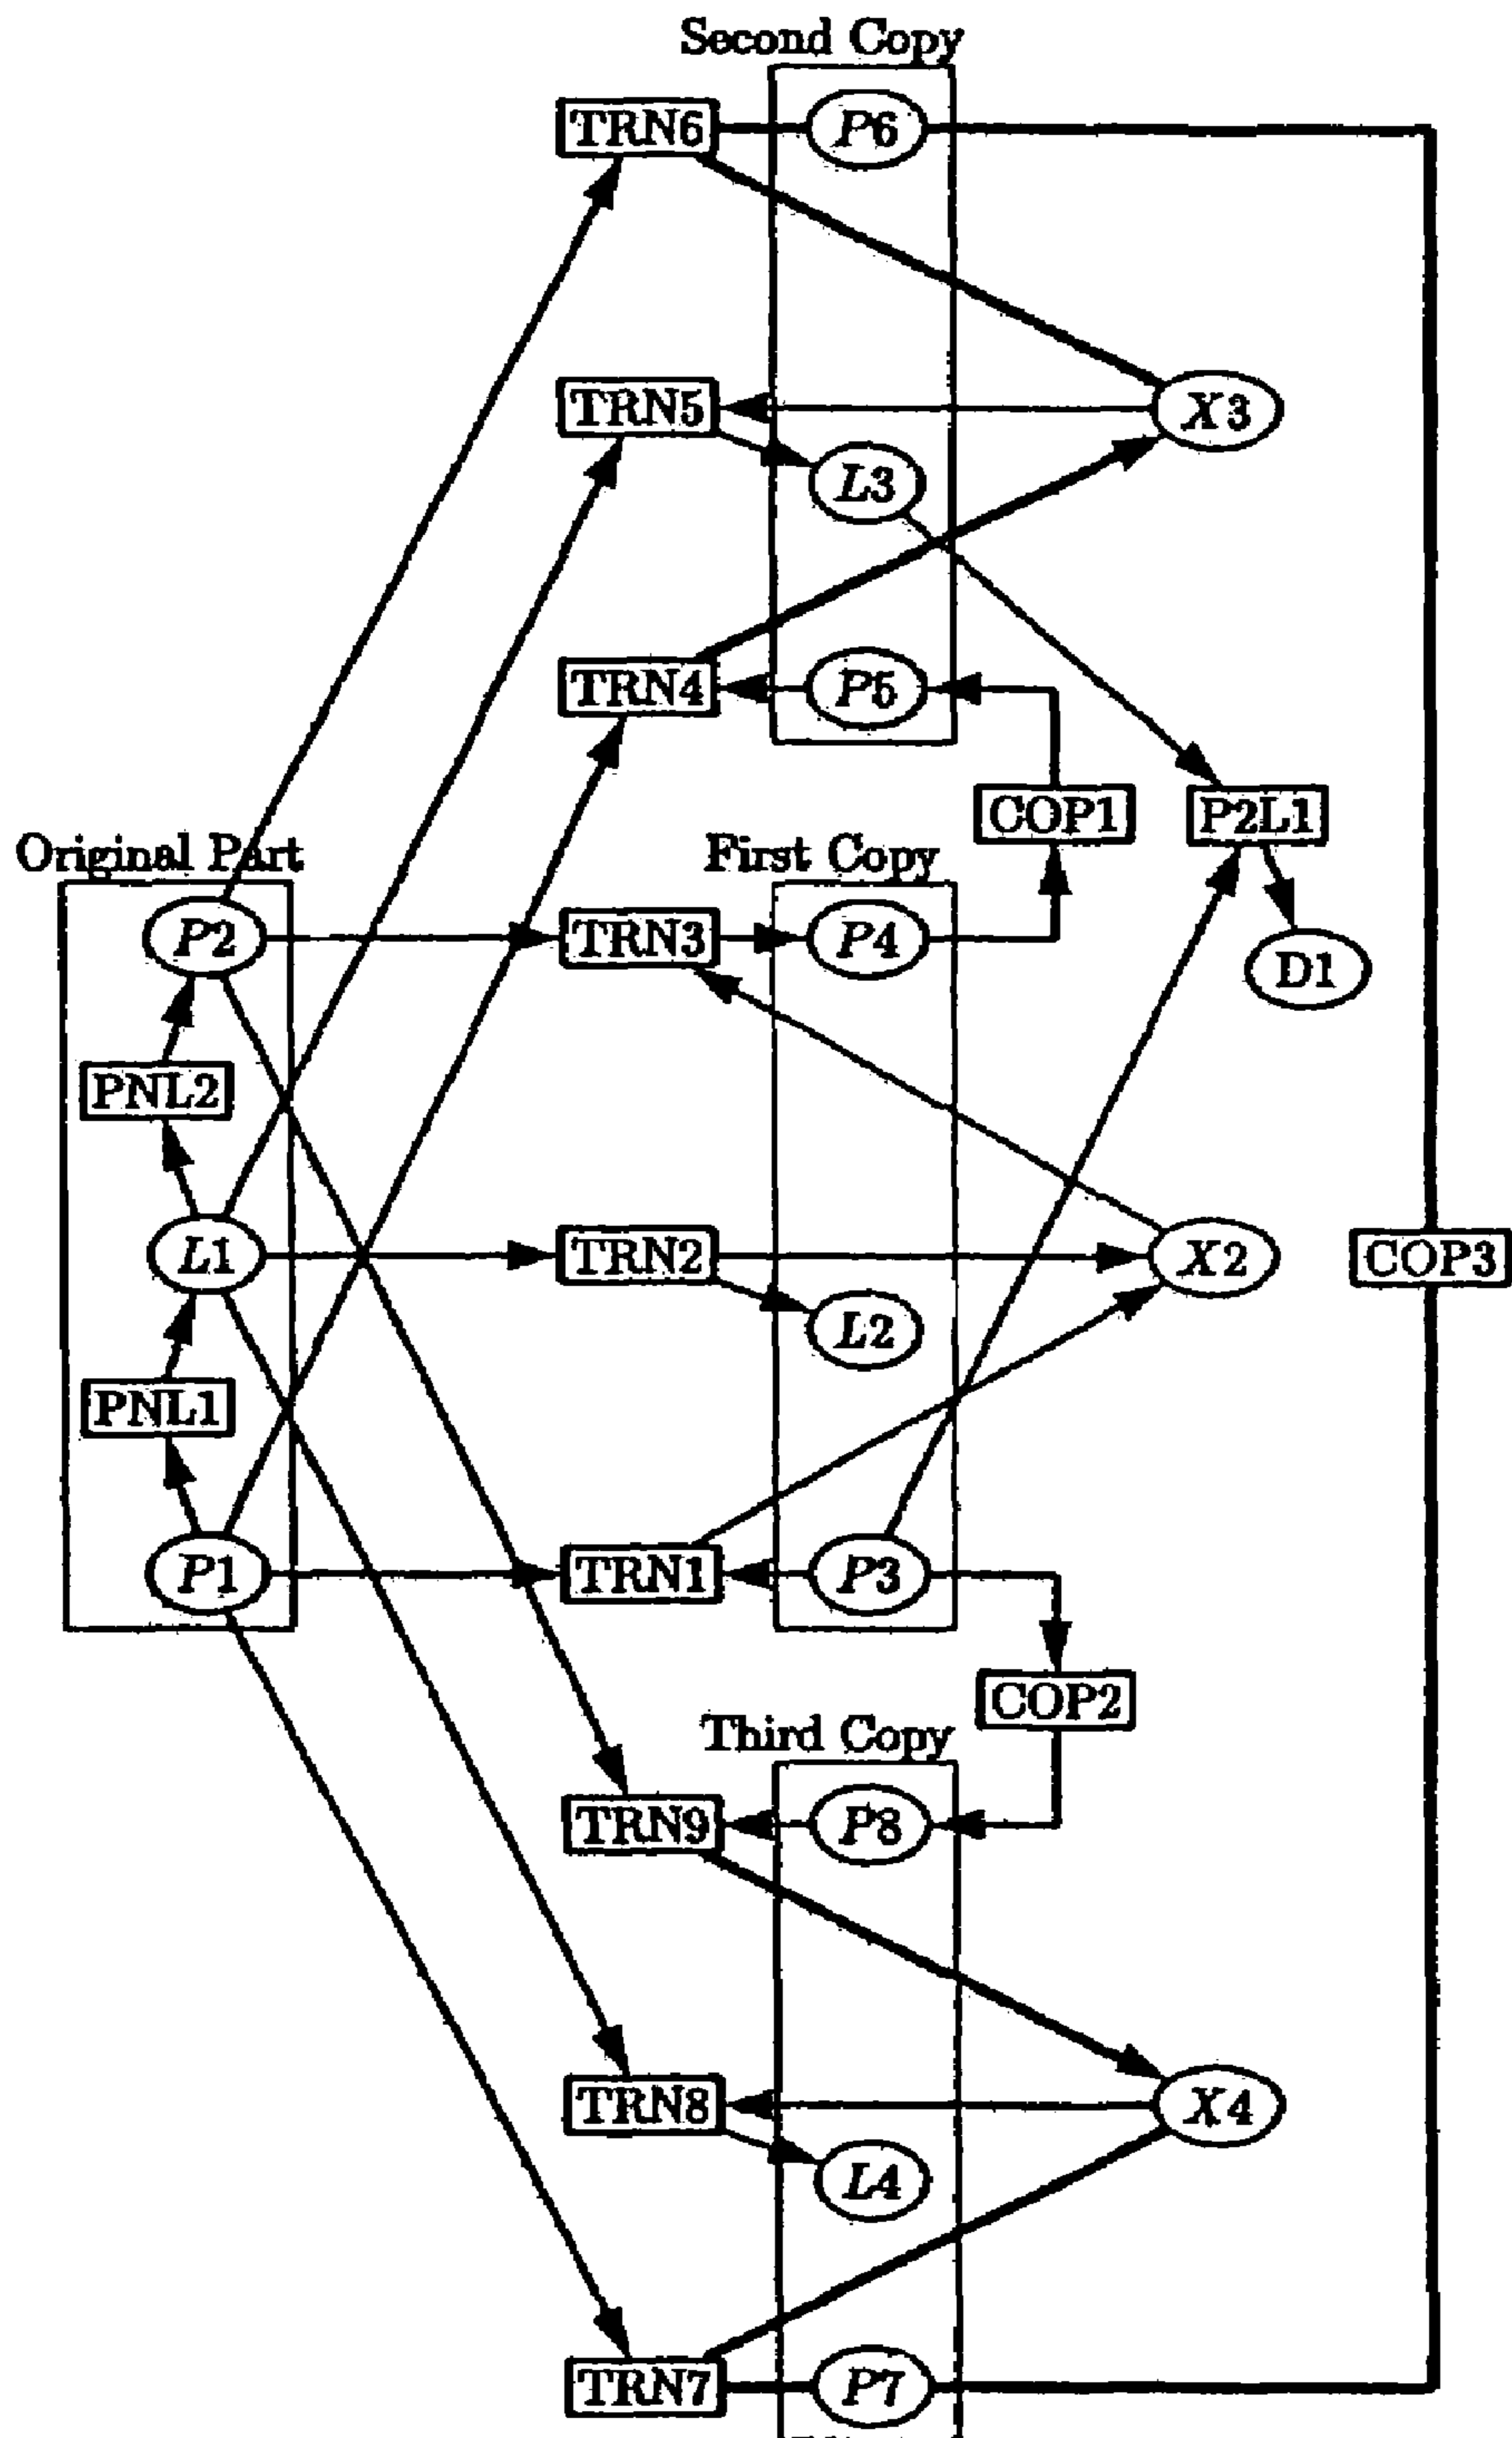 Second Copy
TRN6
P6
TRN5
X3
L3
TRN4
P5
COP1
P2L1
Original Part
First Copy
P2
TRN3
P4
D1
PNL2
L1
TRN2
X2
COP3
L2
PNL1
P1
TRN1
P3
COP2
Third Copy
TRN9
P8
TRN8
X4
L4
TRN7
P7